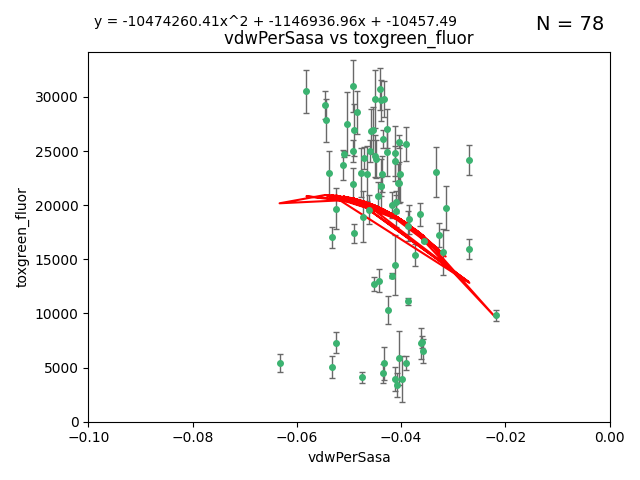 y = -10474260.41x^2 + -1146936.96x + -10457.49
N = 78
vdwPerSasa vs toxgreen_fluor
toxgreen_fluor
30000
25000
20000
15000
10000
5000
0
−0.10
−0.08
−0.06
−0.04
−0.02
0.00
vdwPerSasa